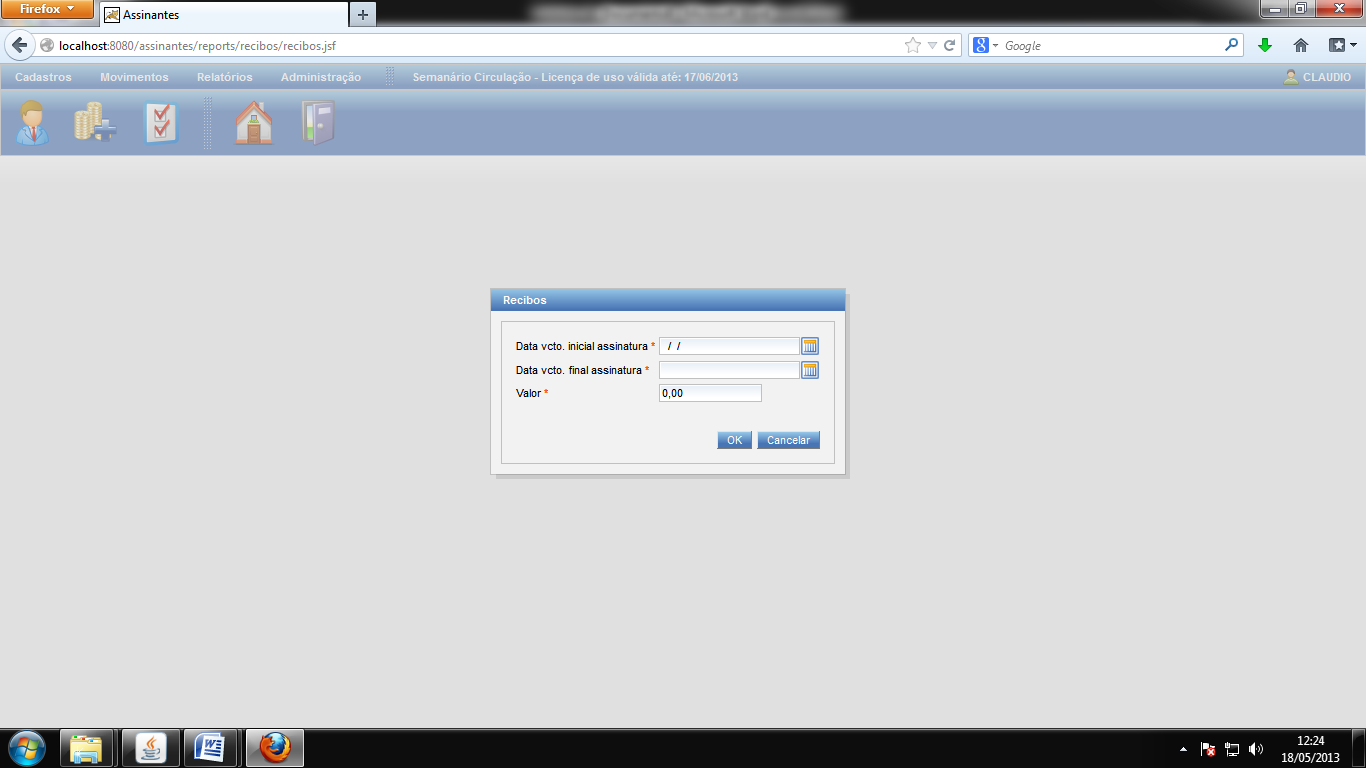 Firefox
Assinantes
localhost:8080/assinantes/reports/recibos/recibos.jsf
Google
Cadastros Movimentos Relatórios Administração Semanário Circulação - Licença de uso válida até: 17/06/2013 CLAUDIO
Recibos
Data vcto. inicial assinatura * / /
Data vcto. final assinatura *
Valor * 0,00
OK Cancelar
12:24
18/05/2013